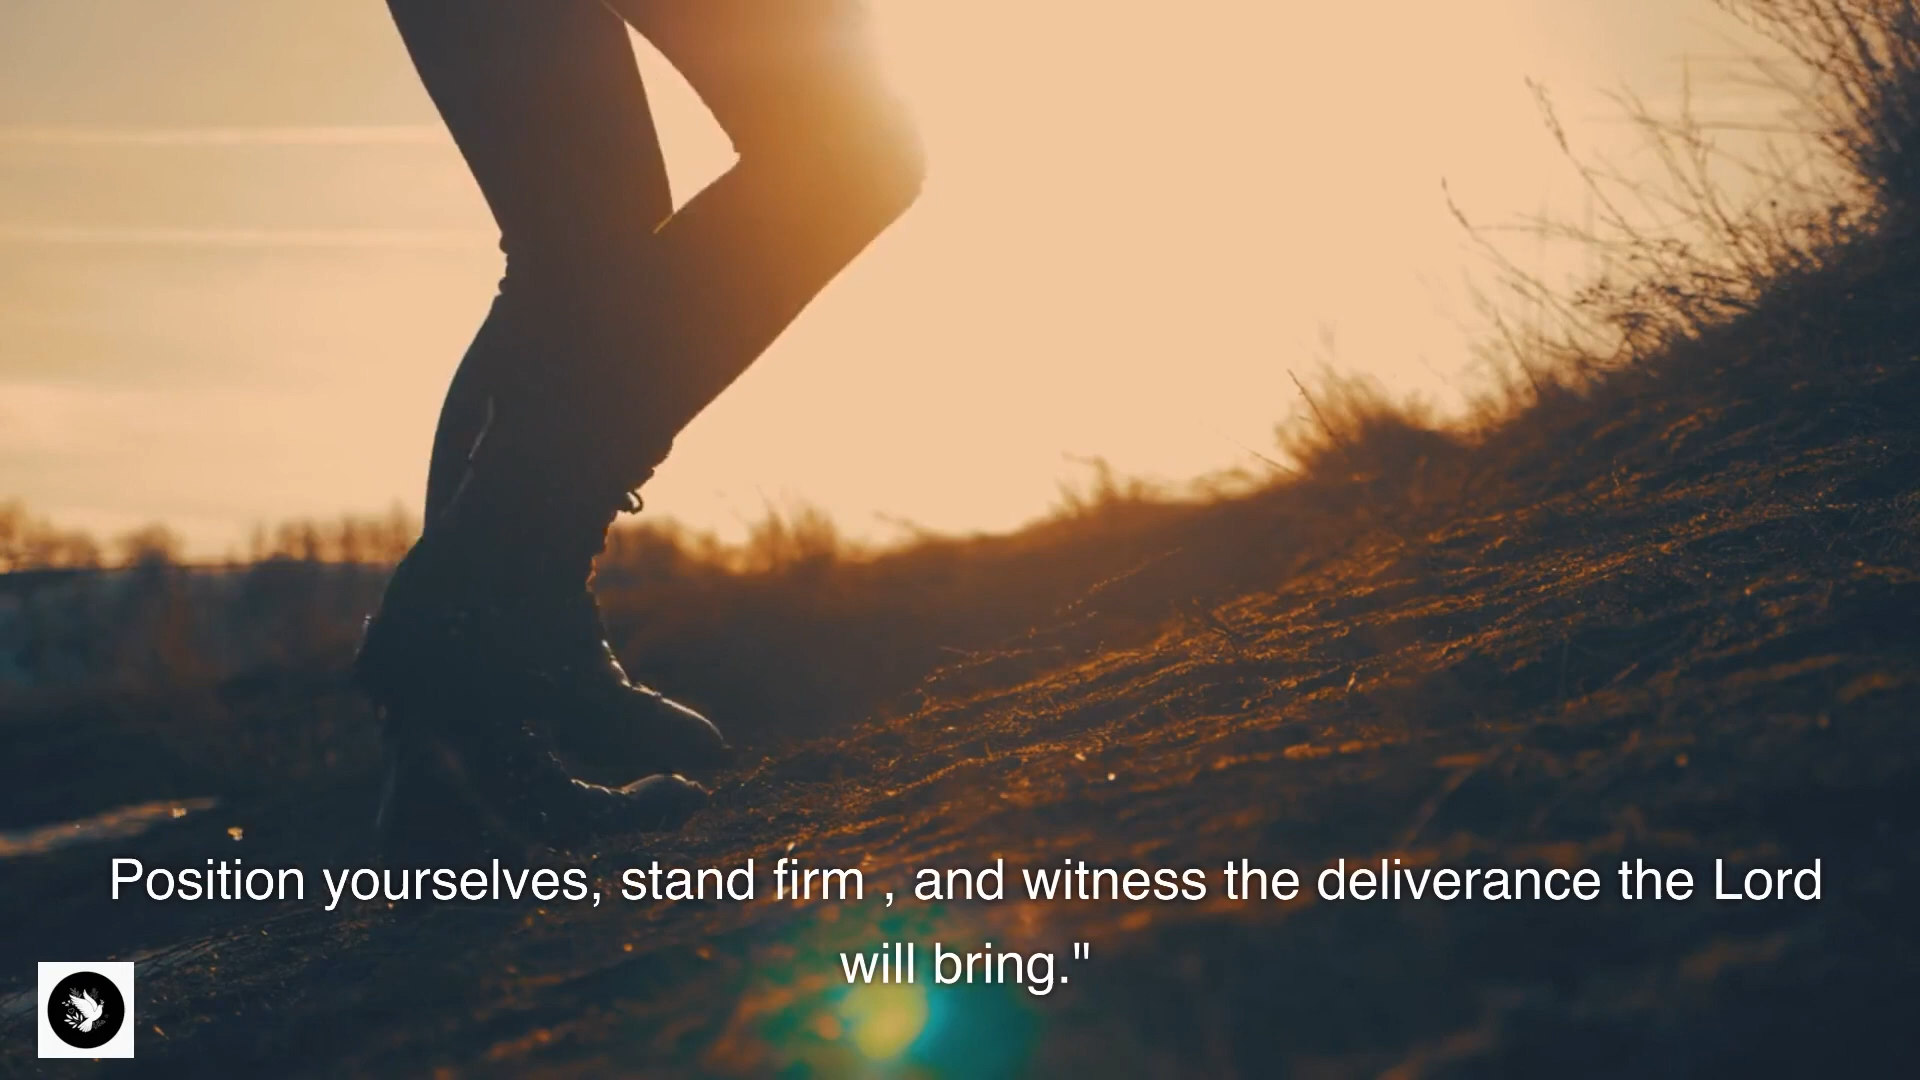 Position yourselves, stand firm , and witness the deliverance the Lord
will bring."